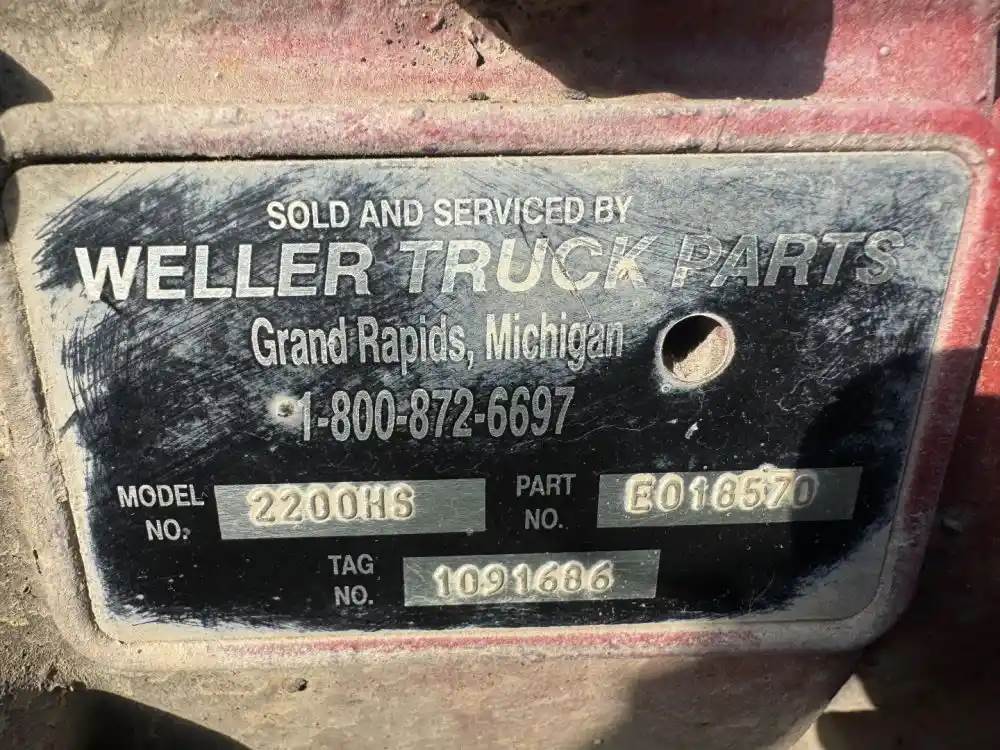 SOLD AND SERVICED BY
WELLER TRUCK PARTS
Grand Rapids, Michigan
1-800-872-6697
MODEL NO. 2200HS
PART NO. E018570
TAG NO. 1091686